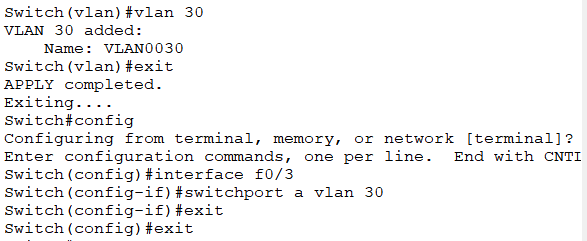 Switch(vlan)#vlan 30
VLAN 30 added:
    Name: VLAN0030
Switch(vlan)#exit
APPLY completed.
Exiting....
Switch#config
Configuring from terminal, memory, or network [terminal]?
Enter configuration commands, one per line.  End with CNTI
Switch(config)#interface f0/3
Switch(config-if)#switchport a vlan 30
Switch(config-if)#exit
Switch(config)#exit